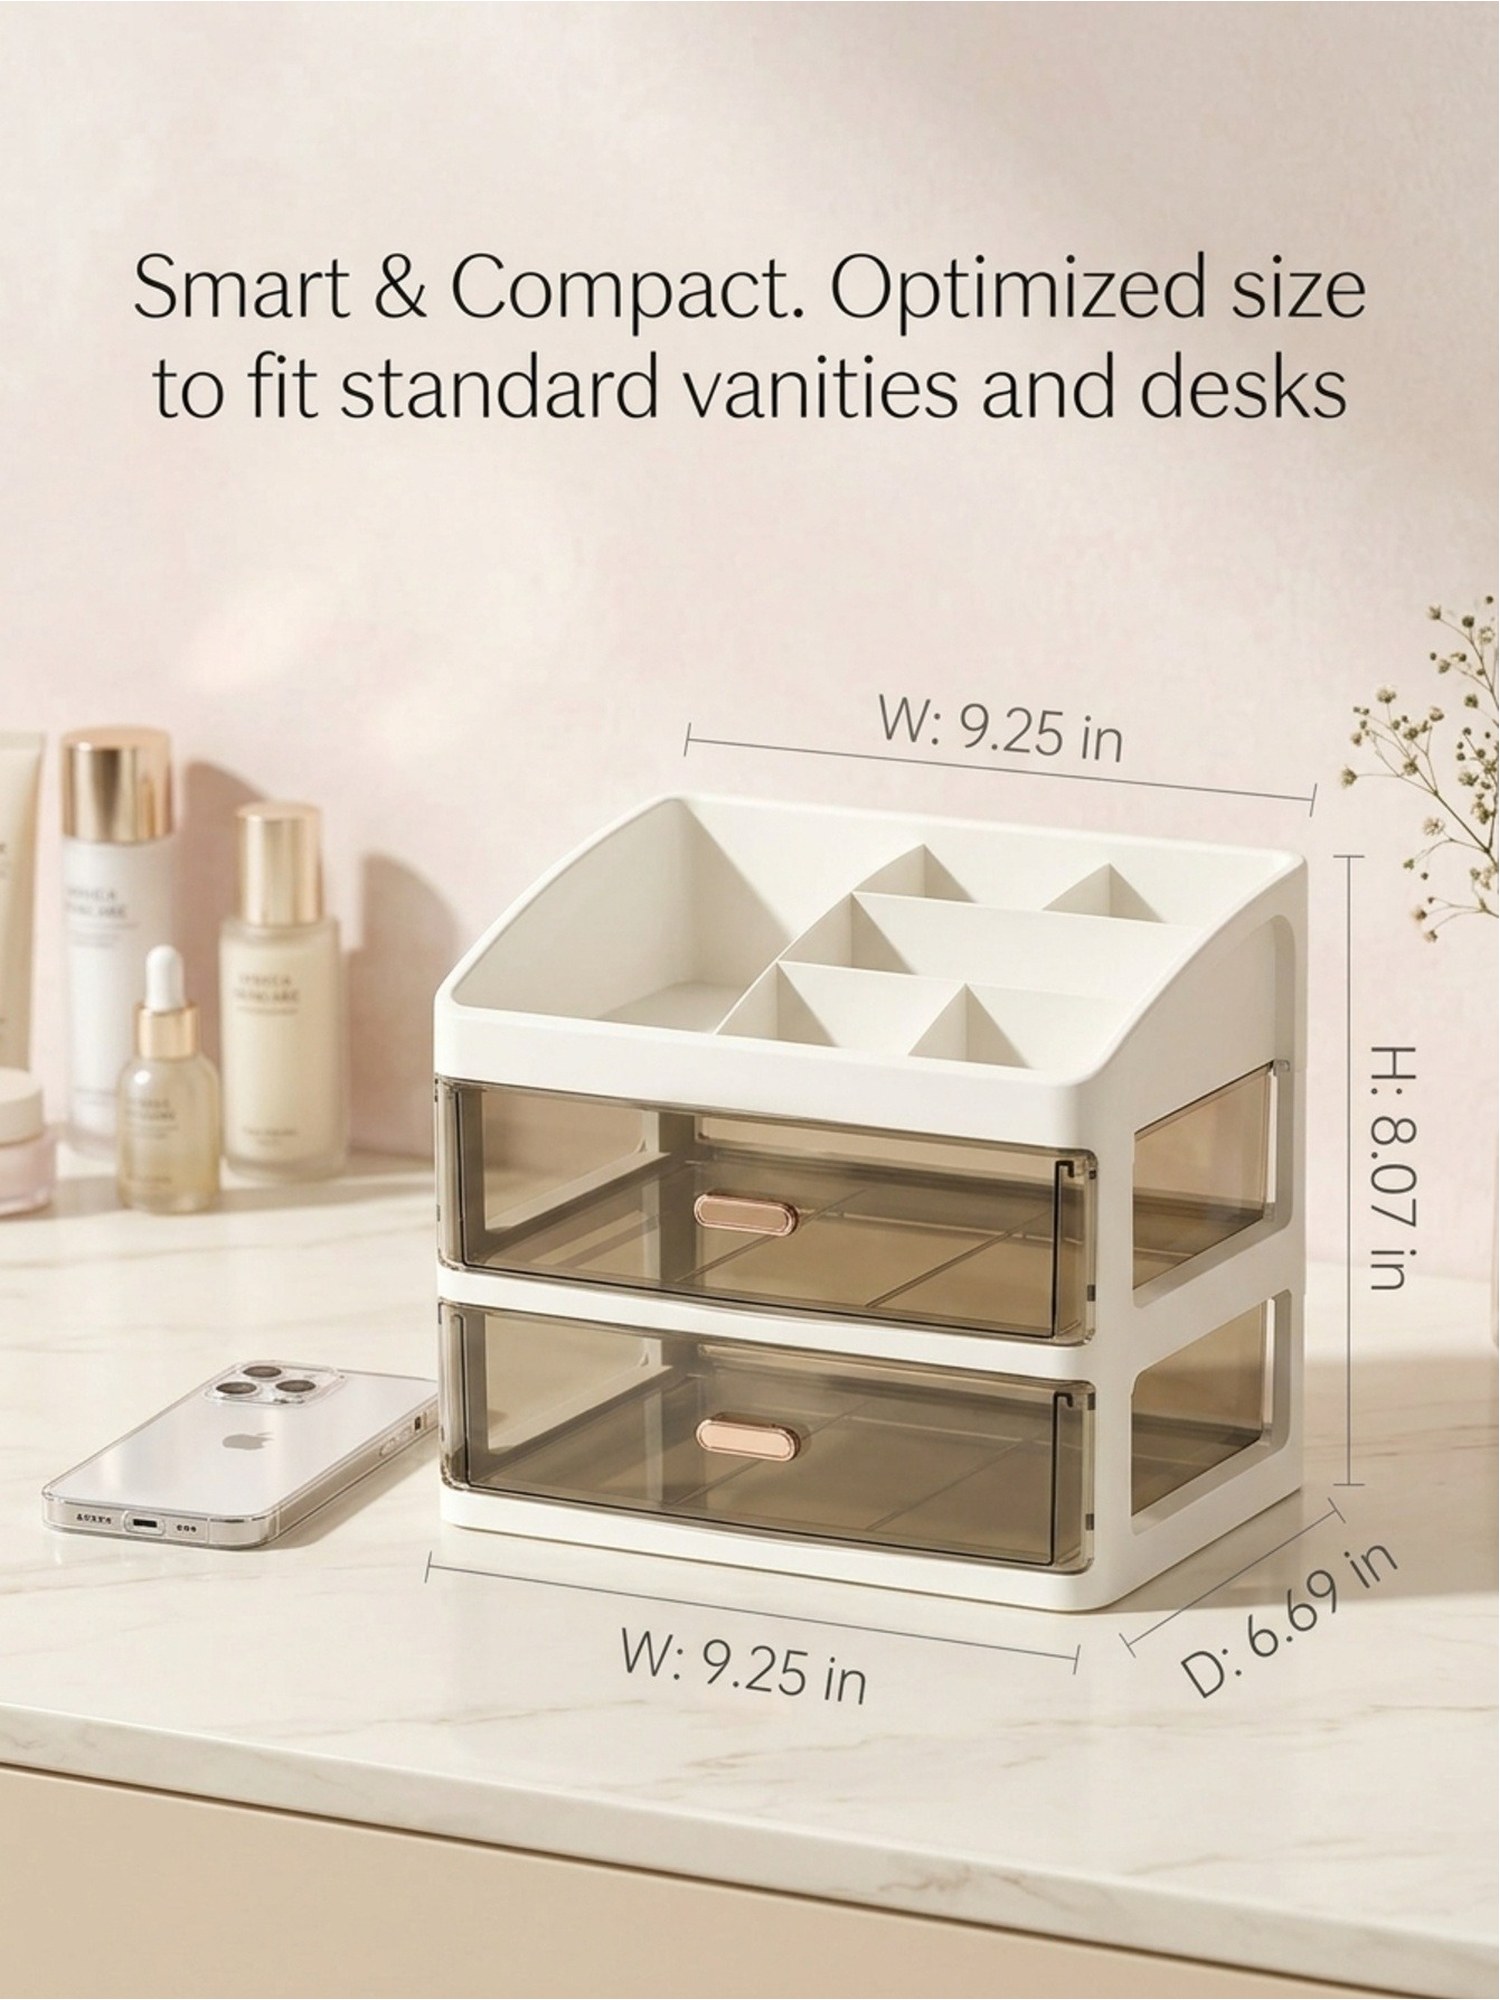 Smart & Compact. Optimized size
to fit standard vanities and desks
W: 9.25 in
H: 8.07 in
W: 9.25 in
D: 6.69 in